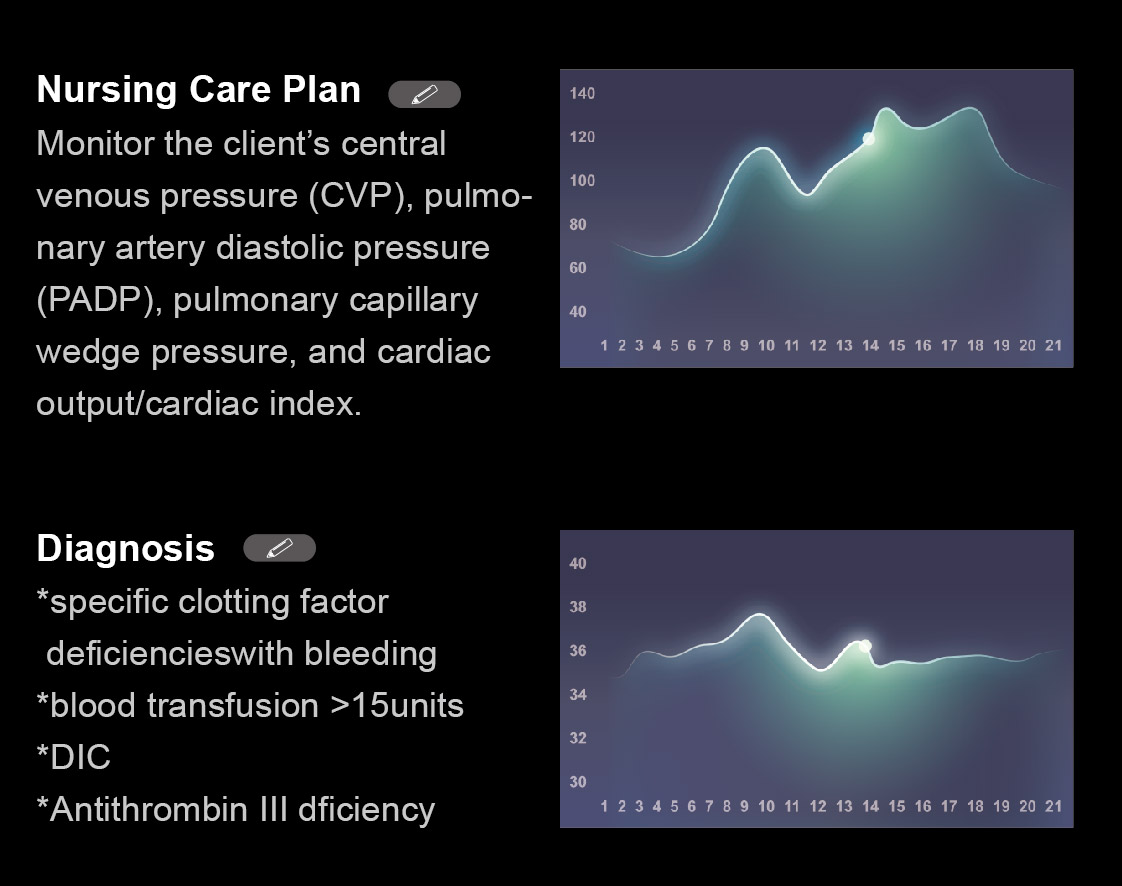 Nursing Care Plan
Monitor the client’s central
venous pressure (CVP), pulmo-
nary artery diastolic pressure
(PADP), pulmonary capillary
wedge pressure, and cardiac
output/cardiac index.
140
120
100
80
60
40
1 2 3 4 5 6 7 8 9 10 11 12 13 14 15 16 17 18 19 20 21
Diagnosis
*specific clotting factor
deficiencieswith bleeding
*blood transfusion >15units
*DIC
*Antithrombin III dficiency
40
38
36
34
32
30
1 2 3 4 5 6 7 8 9 10 11 12 13 14 15 16 17 18 19 20 21